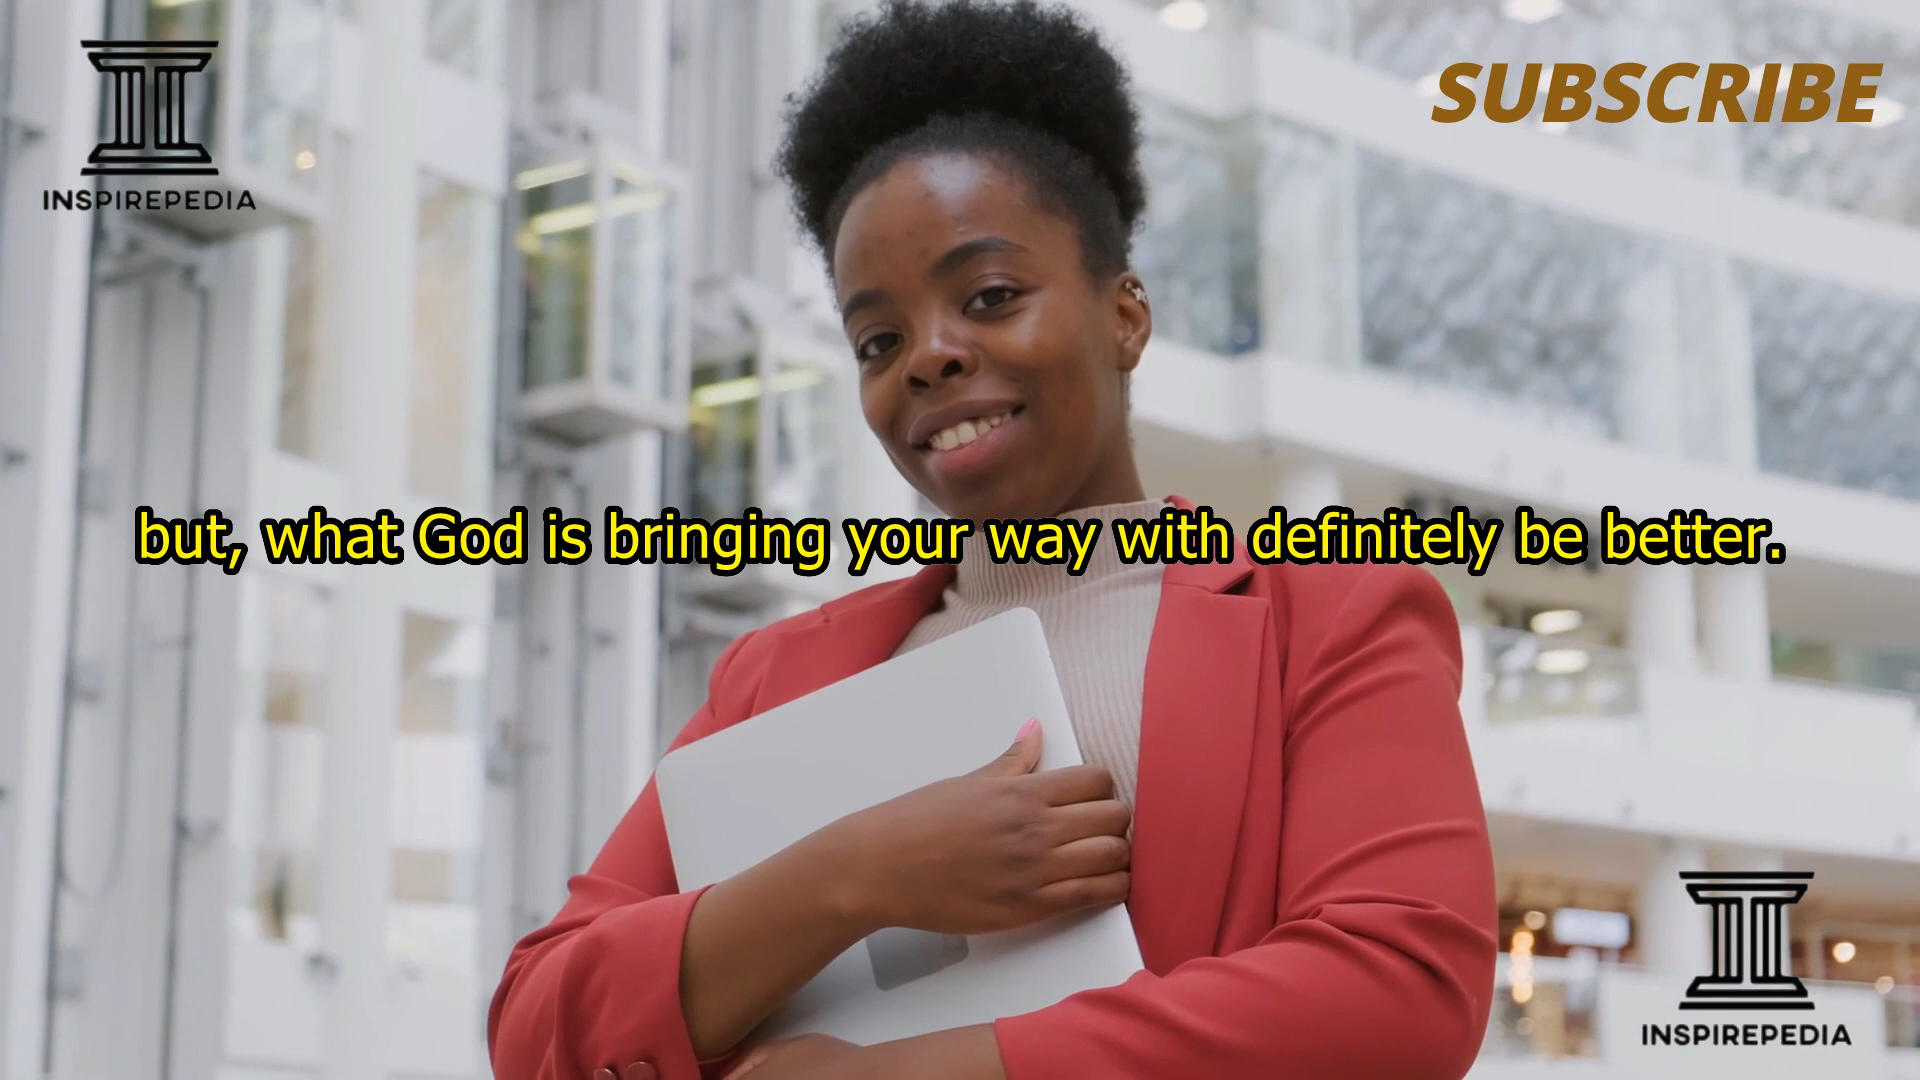 SUBSCRIBE
INSPIREPEDIA
but, what God is bringing your way with definitely be better.
INSPIREPEDIA